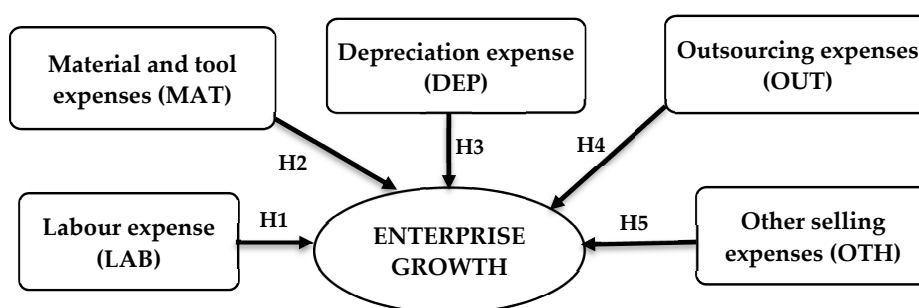 Material and tool
expenses (MAT)
Depreciation expense
(DEP)
Outsourcing expenses
(OUT)
H2
H3
H4
Labour expense
(LAB)
H1
ENTERPRISE
GROWTH
H5
Other selling
expenses (OTH)